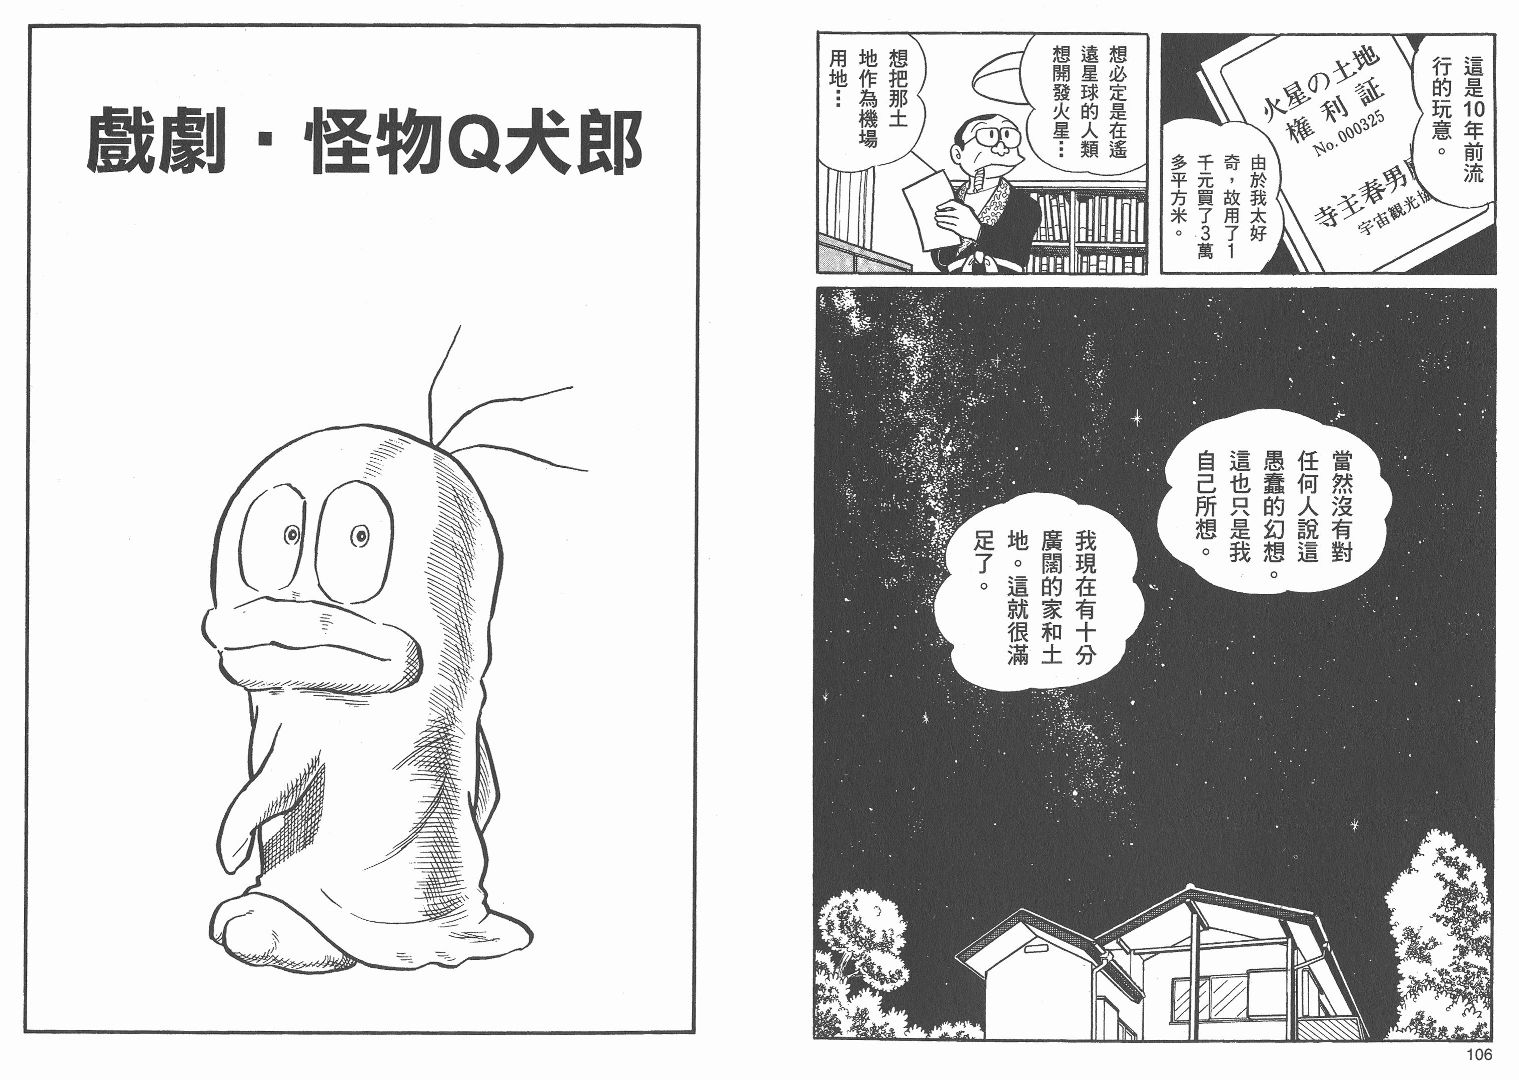 這是10年前流
行的玩意。
火星の土地
権利証
No. 000325
寺主春男
宇宙観光協
由於我太好
奇，故用了1
千元買了3萬
多平方米。
想必定是在遙
遠星球的人類
想開發火星…
想把那土
地作為機場
用地…
當然沒有對
任何人說這
愚蠢的幻想。
這也只是我
自己所想。
我現在有十分
廣闊的家和土
地。這就很滿
足了。
106
戲劇·怪物Q犬郎